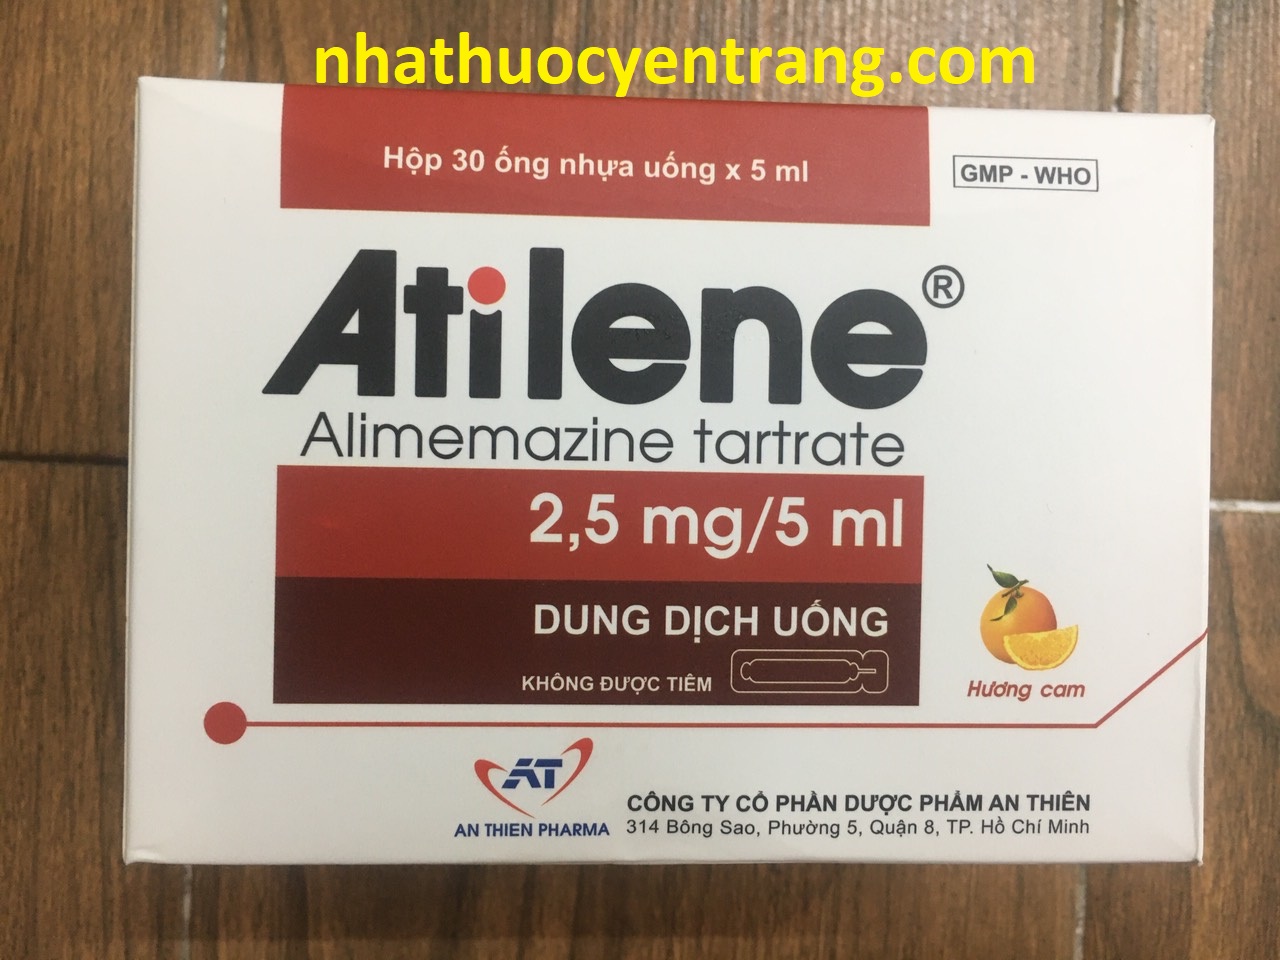 nhathuocyentrang.com
Hộp 30 ống nhựa uống x 5 ml
GMP - WHO
Atilene®
Alimemazine tartrate
2,5 mg/5 ml
DUNG DỊCH UỐNG
KHÔNG ĐƯỢC TIÊM
Hương cam
AT
AN THIEN PHARMA
CÔNG TY CỔ PHẦN DƯỢC PHẨM AN THIÊN
314 Bông Sao, Phường 5, Quận 8, TP. Hồ Chí Minh